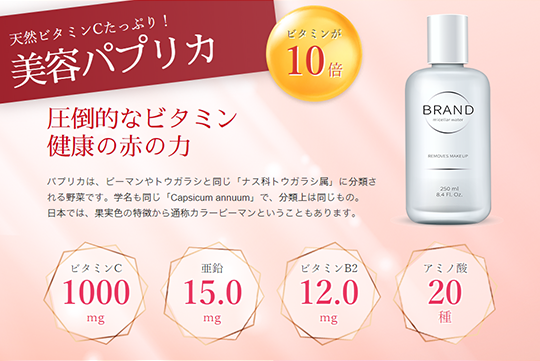 天然ビタミンCたっぷり！
美容パプリカ
ビタミンが
10倍
圧倒的なビタミン
健康の赤の力
パプリカは、ピーマンやトウガラシと同じ「ナス科トウガラシ属」に分類さ
れる野菜です。学名も同じ「Capsicum annuum」で、分類上は同じもの。
日本では、果実色の特徴から通称カラーピーマンということもあります。
BRAND
micellar water
REMOVES MAKE UP
250 ml
8.4 Fl. Oz.
ビタミンC
1000
mg
亜鉛
15.0
mg
ビタミンB2
12.0
mg
アミノ酸
20
種